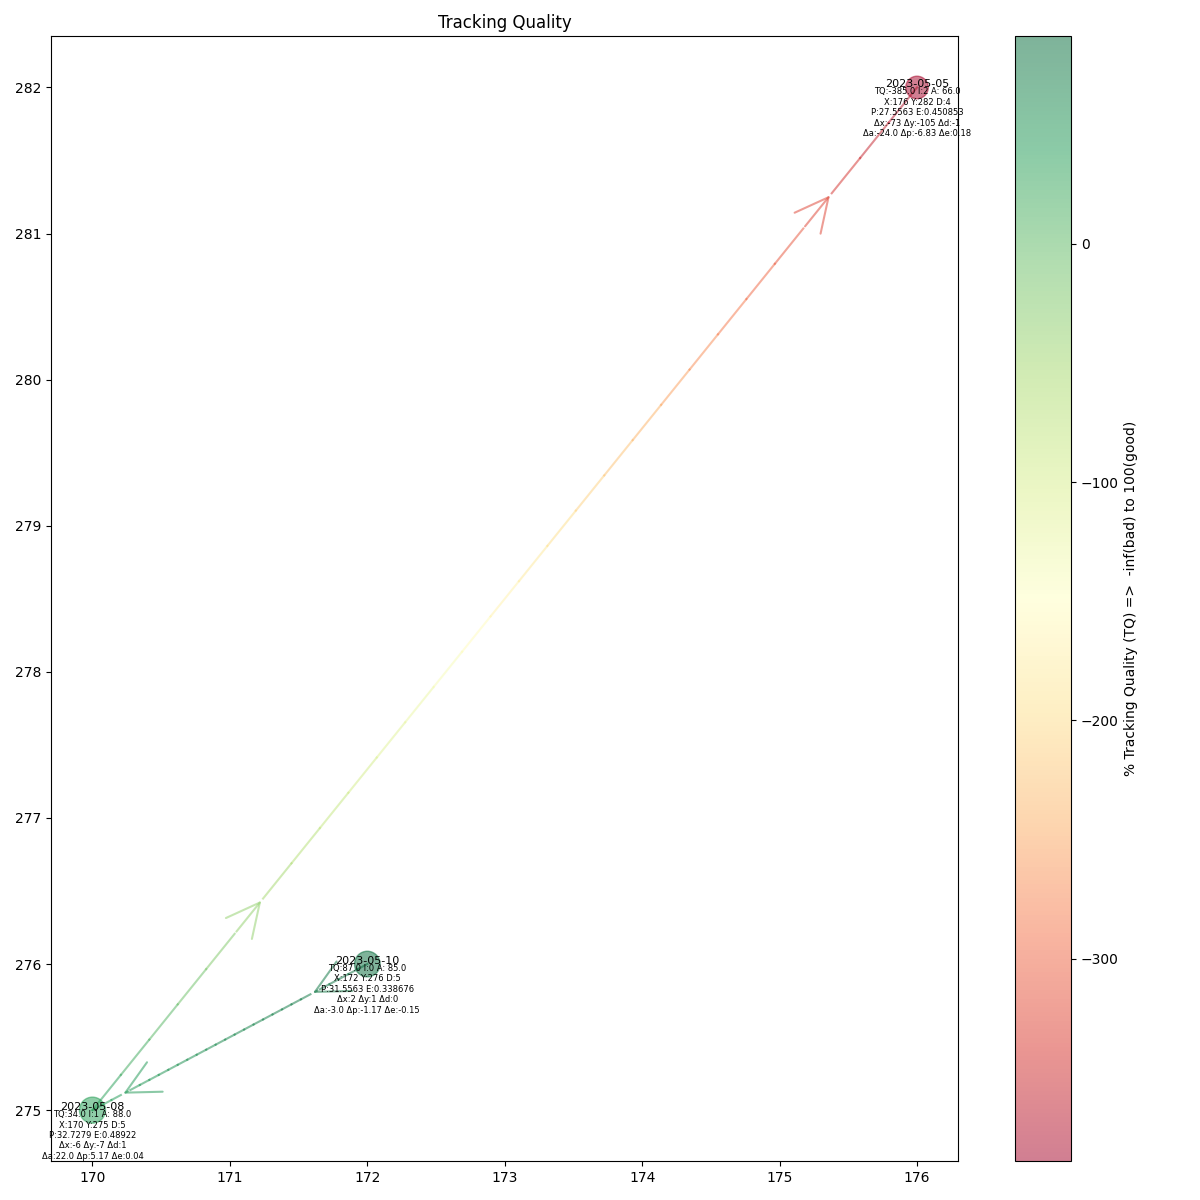 Tracking Quality
282
281
280
279
278
277
276
275
170
171
172
173
174
175
176
2023-05-05
TQ:-385.0 I:2 A: 66.0
X:176 Y:282 D:4
P:27.5563 E:0.450853
Δx:-73 Δy:-105 Δd:-1
Δa:-24.0 Δp:-6.83 Δe:0.18
2023-05-10
TQ:87.0 I:0 A: 85.0
X:172 Y:276 D:5
P:31.5563 E:0.338676
Δx:2 Δy:1 Δd:0
Δa:-3.0 Δp:-1.17 Δe:-0.15
2023-05-08
TQ:34.0 I:1 A: 88.0
X:170 Y:275 D:5
P:32.7279 E:0.48922
Δx:-6 Δy:-7 Δd:1
Δa:22.0 Δp:5.17 Δe:0.04
0
−100
−200
−300
% Tracking Quality (TQ) => -inf(bad) to 100(good)